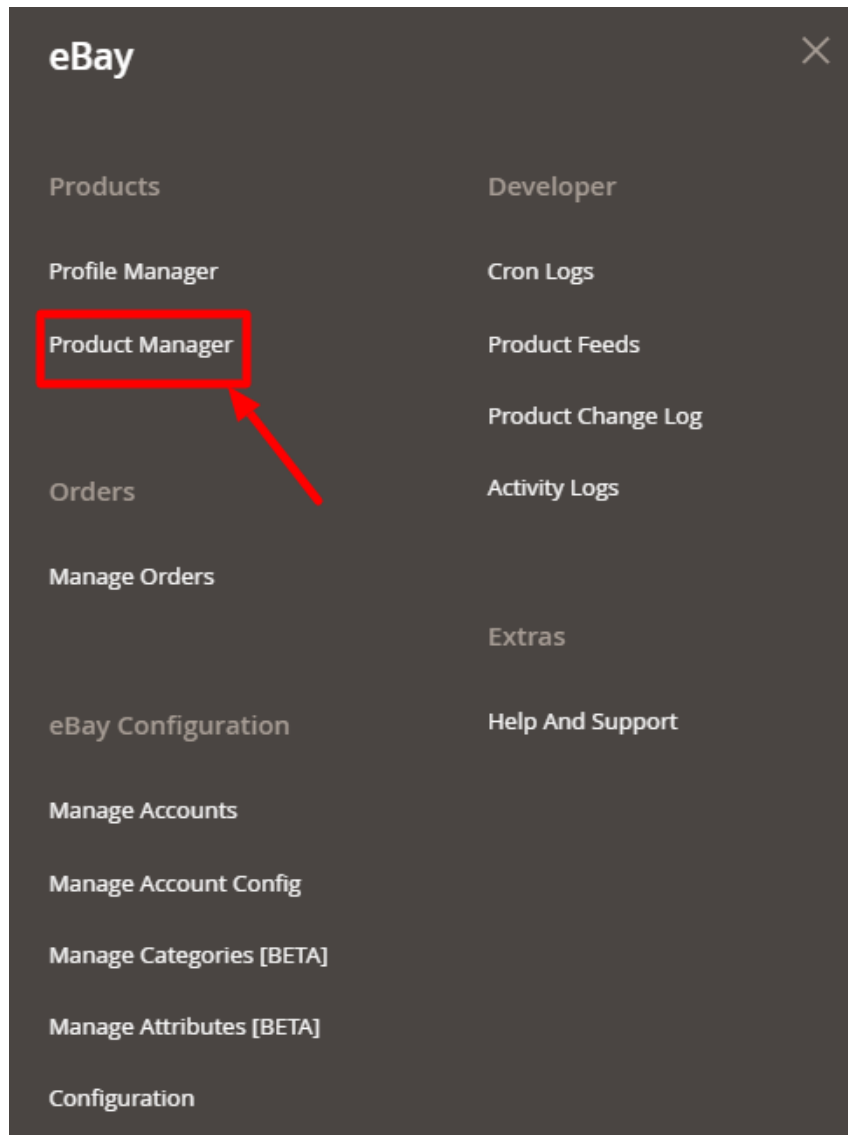 eBay
Products
Profile Manager
Product Manager
Orders
Manage Orders
eBay Configuration
Manage Accounts
Manage Account Config
Manage Categories [BETA]
Manage Attributes [BETA]
Configuration
Developer
Cron Logs
Product Feeds
Product Change Log
Activity Logs
Extras
Help And Support